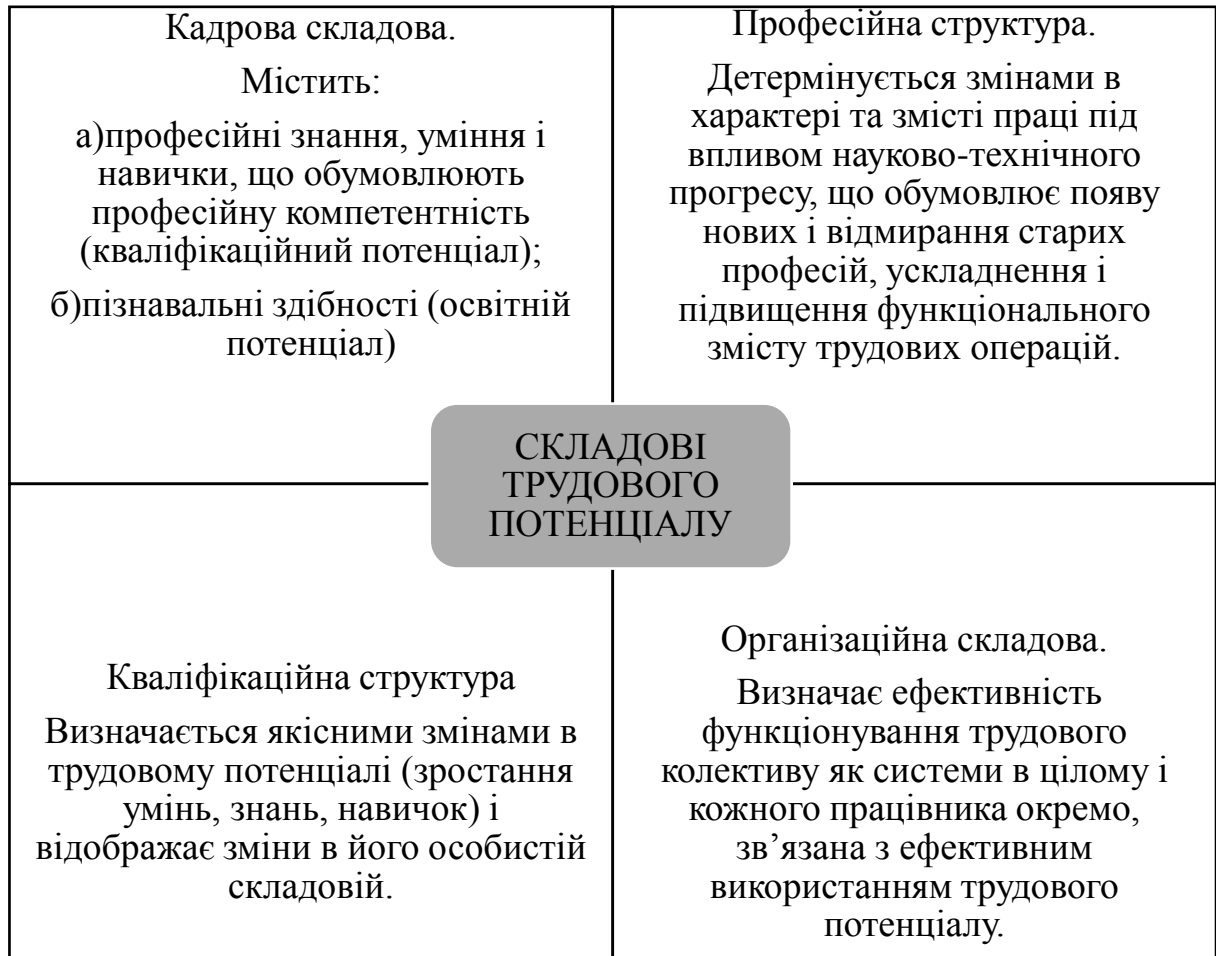 Кадрова складова.
Містить:
а)професійні знання, уміння і
навички, що обумовлюють
професійну компетентність
(кваліфікаційний потенціал);
б)пізнавальні здібності (освітній
потенціал)
Професійна структура.
Детермінується змінами в
характері та змісті праці під
впливом науково-технічного
прогресу, що обумовлює появу
нових і відмирання старих
професій, ускладнення і
підвищення функціонального
змісту трудових операцій.
СКЛАДОВІ
ТРУДОВОГО
ПОТЕНЦІАЛУ
Кваліфікаційна структура
Визначається якісними змінами в
трудовому потенціалі (зростання
умінь, знань, навичок) і
відображає зміни в його особистій
складовій.
Організаційна складова.
Визначає ефективність
функціонування трудового
колективу як системи в цілому і
кожного працівника окремо,
зв’язана з ефективним
використанням трудового
потенціалу.